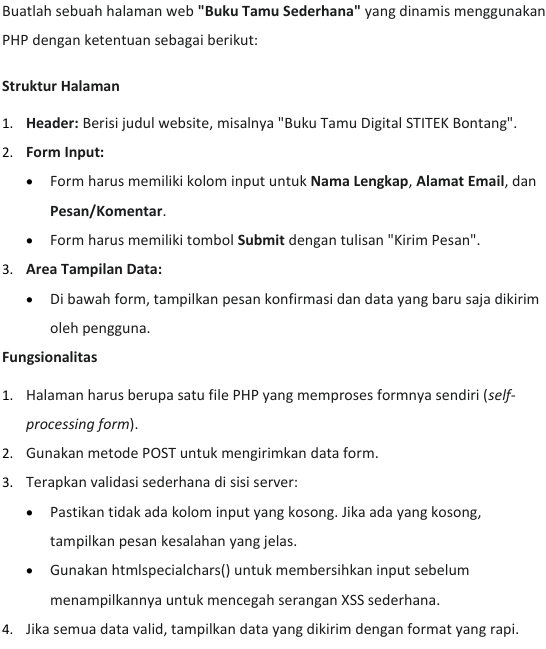 Buatlah sebuah halaman web "Buku Tamu Sederhana" yang dinamis menggunakan
PHP dengan ketentuan sebagai berikut:
Struktur Halaman
1. Header: Berisi judul website, misalnya "Buku Tamu Digital STITEK Bontang".
2. Form Input:
• Form harus memiliki kolom input untuk Nama Lengkap, Alamat Email, dan
Pesan/Komentar.
• Form harus memiliki tombol Submit dengan tulisan "Kirim Pesan".
3. Area Tampilan Data:
• Di bawah form, tampilkan pesan konfirmasi dan data yang baru saja dikirim
oleh pengguna.
Fungsionalitas
1. Halaman harus berupa satu file PHP yang memproses formnya sendiri (self-
processing form).
2. Gunakan metode POST untuk mengirimkan data form.
3. Terapkan validasi sederhana di sisi server:
• Pastikan tidak ada kolom input yang kosong. Jika ada yang kosong,
tampilkan pesan kesalahan yang jelas.
• Gunakan htmlspecialchars() untuk membersihkan input sebelum
menampilkannya untuk mencegah serangan XSS sederhana.
4. Jika semua data valid, tampilkan data yang dikirim dengan format yang rapi.